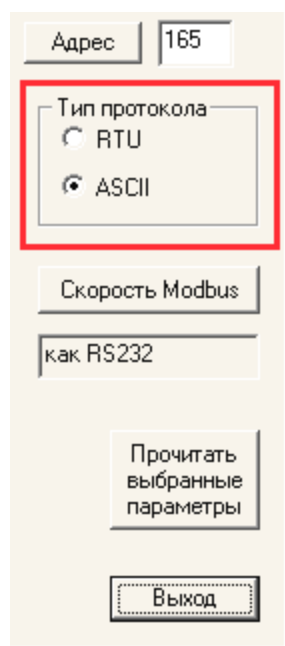 Адрес 165
Тип протокола
RTU
ASCII
Скорость Modbus
как RS232
Прочитать
выбранные
параметры
Выход